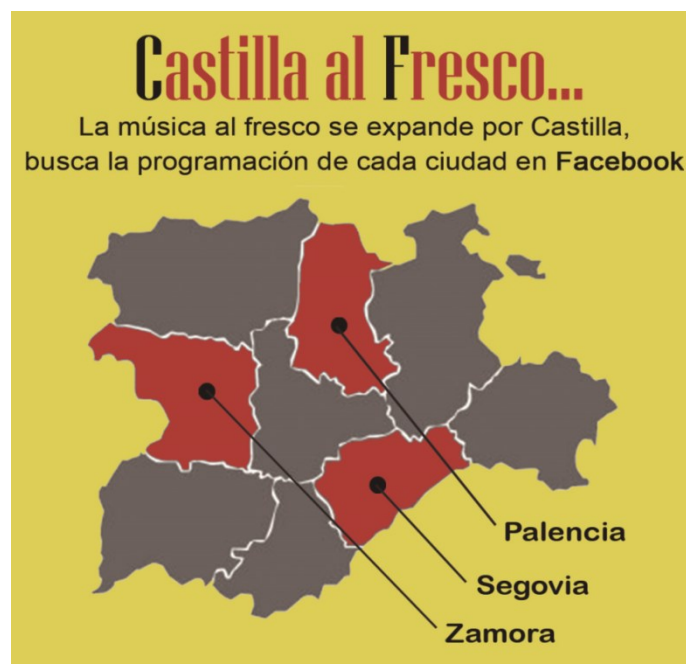 Castilla al Fresco...
La música al fresco se expande por Castilla,
busca la programación de cada ciudad en Facebook
Palencia
Segovia
Zamora